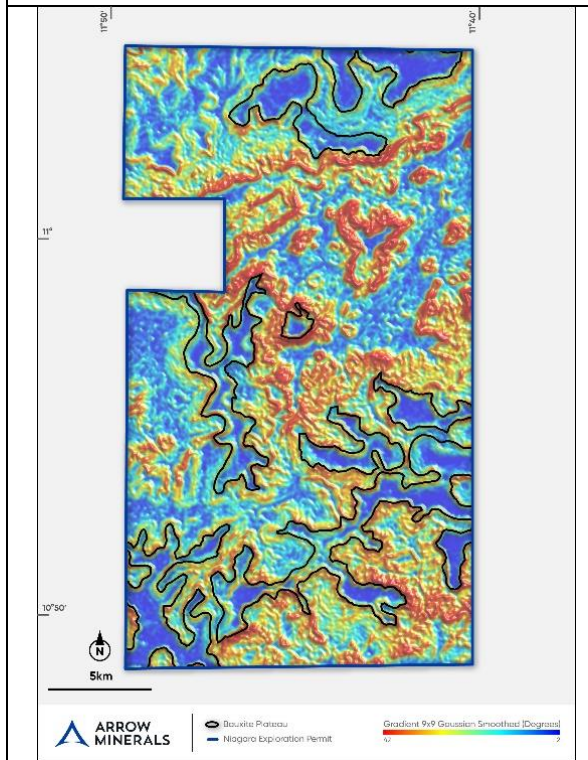 11°50'
11°40'
11°
10°50'
N
5km
ARROW
MINERALS
Bauxite Plateau
Niagara Exploration Permit
Gradient 9x9 Gaussian Smoothed (Degrees)
2